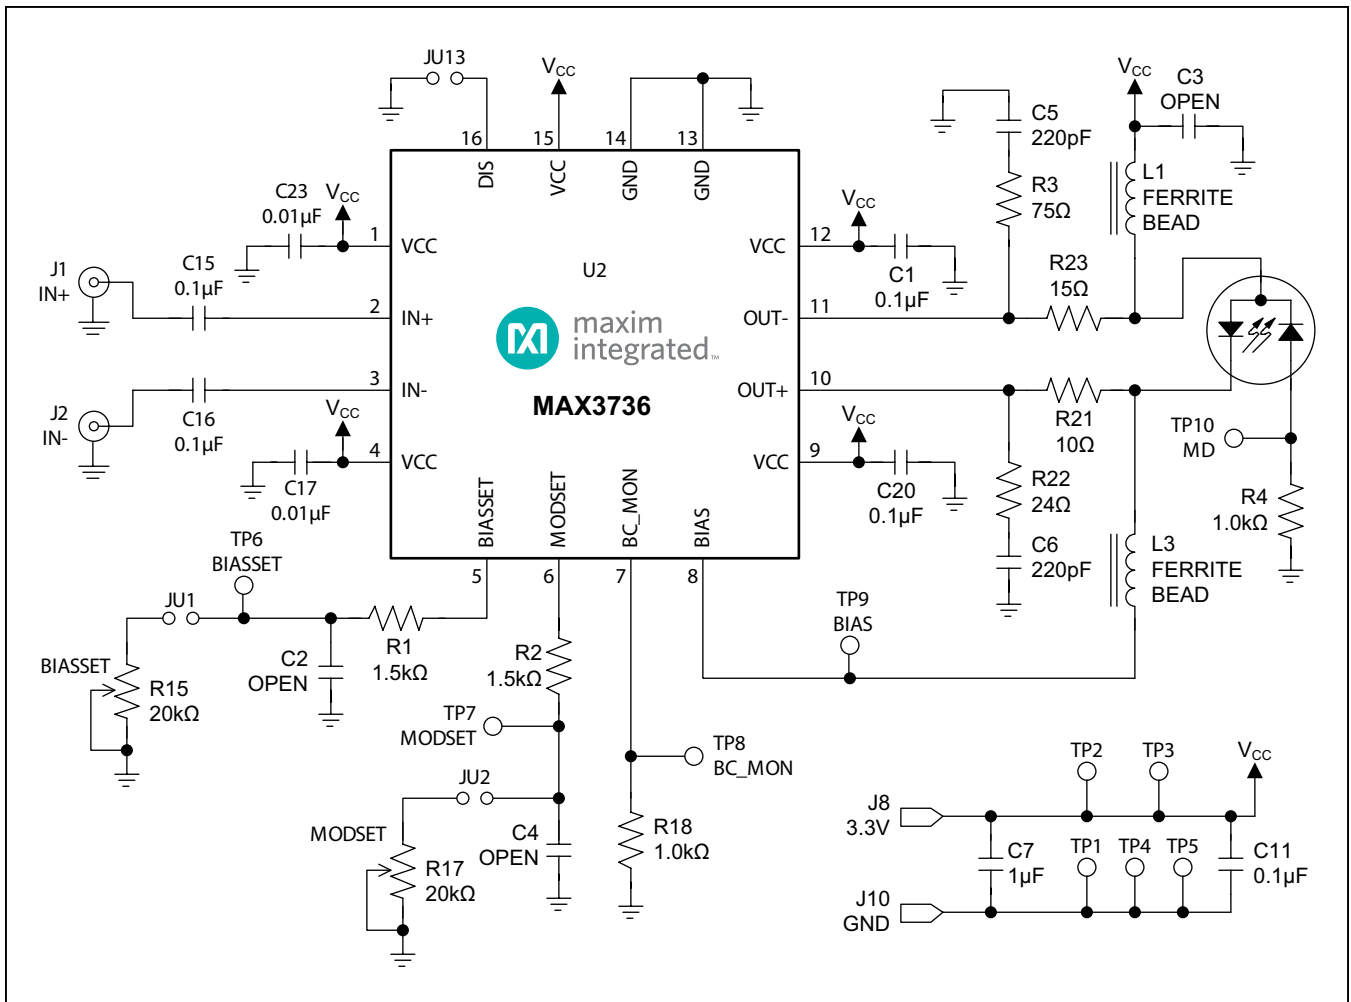 JU13
VCC
VCC
C3
OPEN
C5
220pF
16
15
14
13
DIS
VCC
GND
GND
R3
75Ω
L1
FERRITE
BEAD
C23
0.01µF
VCC
1
VCC
VCC
12
VCC
C1
0.1µF
U2
J1
IN+
C15
0.1µF
2
IN+
maxim
integrated™
MAX3736
OUT-
11
R23
15Ω
J2
IN-
C16
0.1µF
3
IN-
OUT+
10
R21
10Ω
TP10
MD
VCC
4
VCC
C17
0.01µF
VCC
VCC
9
C20
0.1µF
R22
24Ω
C6
220pF
R4
1.0kΩ
BIASSET
MODSET
BC_MON
BIAS
5
6
7
8
L3
FERRITE
BEAD
TP6
BIASSET
JU1
BIASSET
R15
20kΩ
C2
OPEN
R1
1.5kΩ
R2
1.5kΩ
TP9
BIAS
TP7
MODSET
TP8
BC_MON
JU2
MODSET
R17
20kΩ
C4
OPEN
R18
1.0kΩ
TP2
TP3
VCC
J8
3.3V
C7
1µF
TP1
TP4
TP5
C11
0.1µF
J10
GND